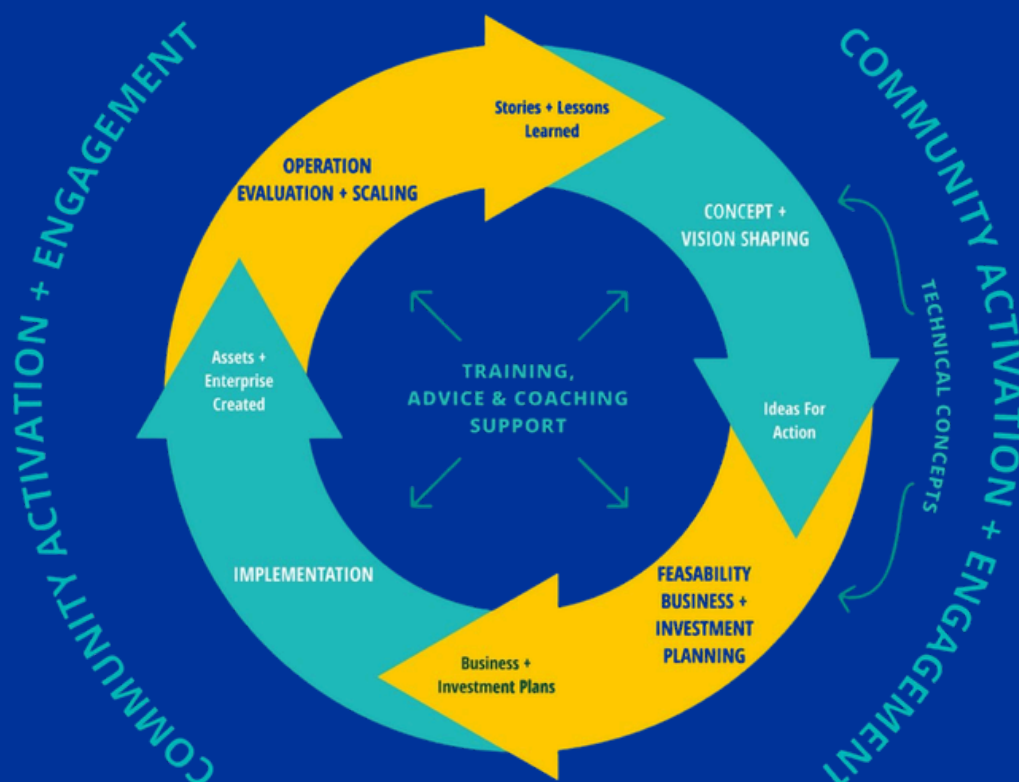 COMMUNITY ACTIVATION + ENGAGEMENT
COMMUNITY ACTIVATION + ENGAGEMENT
Stories + Lessons
Learned
OPERATION
EVALUATION + SCALING
CONCEPT +
VISION SHAPING
TECHNICAL CONCEPTS
Assets +
Enterprise
Created
TRAINING,
ADVICE & COACHING
SUPPORT
Ideas For
Action
IMPLEMENTATION
FEASABILITY
BUSINESS +
INVESTMENT
PLANNING
Business +
Investment Plans